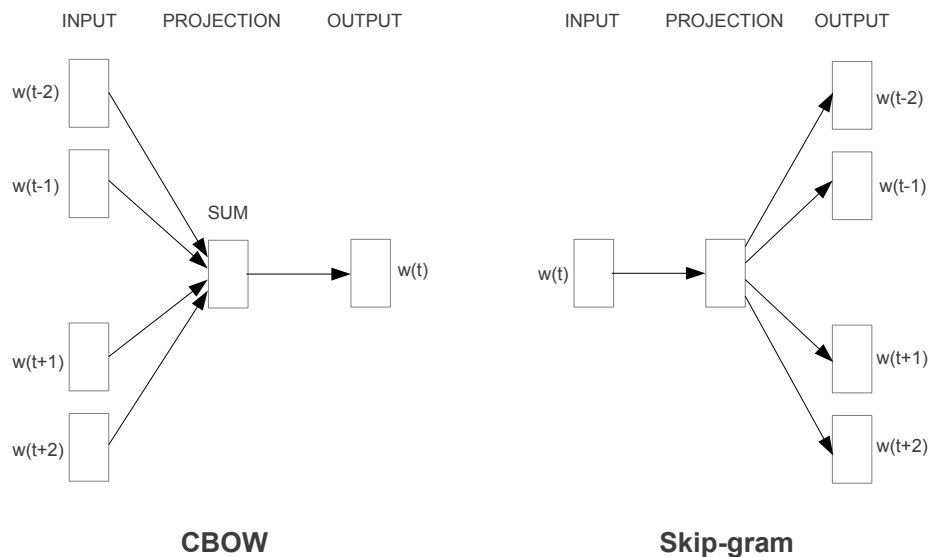 INPUT PROJECTION OUTPUT
w(t-2)
w(t-1)
SUM
w(t)
w(t+1)
w(t+2)
CBOW
INPUT PROJECTION OUTPUT
w(t-2)
w(t-1)
w(t)
w(t+1)
w(t+2)
Skip-gram